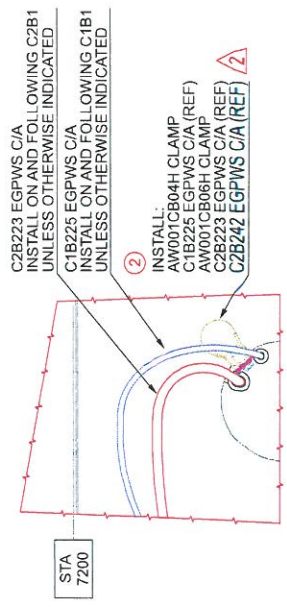 C2B223 EGPWS C/A
INSTALL ON AND FOLLOWING C2B1
UNLESS OTHERWISE INDICATED
C1B225 EGPWS C/A
INSTALL ON AND FOLLOWING C1B1
UNLESS OTHERWISE INDICATED
2
INSTALL:
AW001CB04H CLAMP
C1B225 EGPWS C/A (REF)
AW001CB06H CLAMP
C2B223 EGPWS C/A (REF)
C2B242 EGPWS C/A (REF)
2
STA
7200